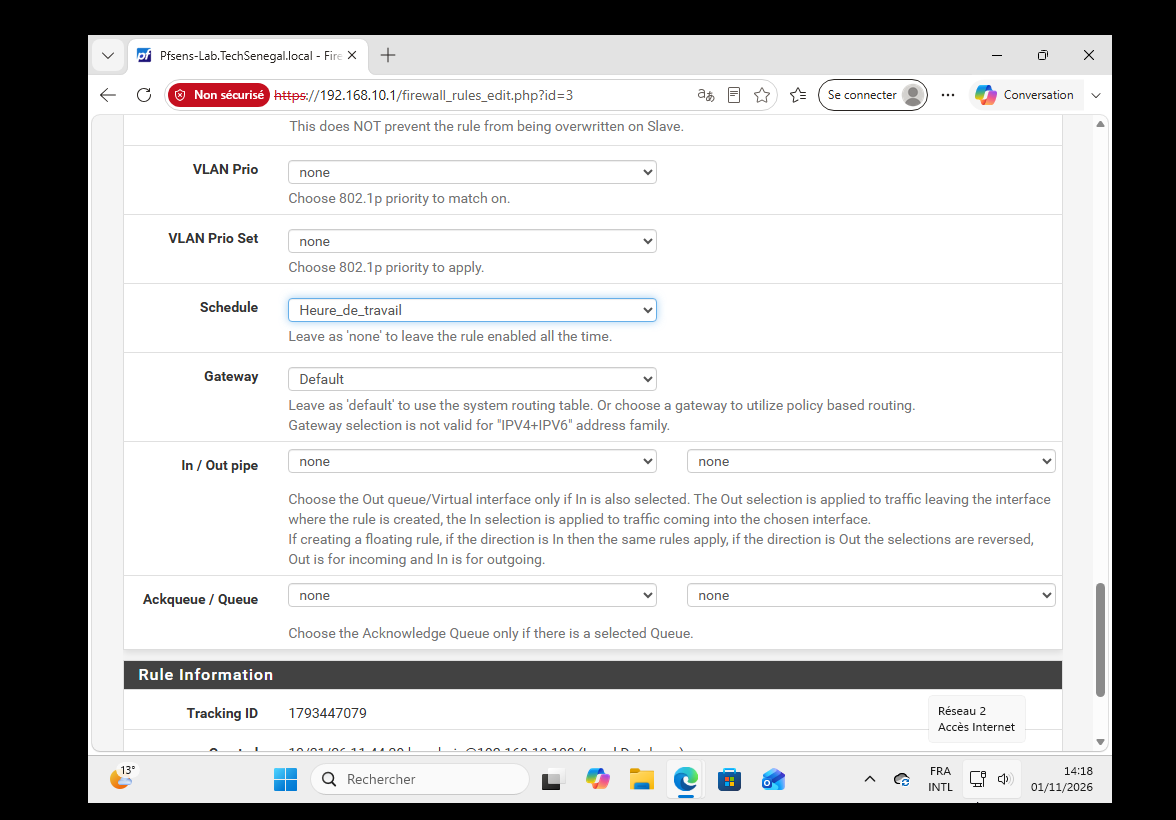 Pfsens-Lab.TechSenegal.local - Fire
Non sécurisé https://192.168.10.1/firewall_rules_edit.php?id=3 Se connecter Conversation
This does NOT prevent the rule from being overwritten on Slave.
VLAN Prio none
Choose 802.1p priority to match on.
VLAN Prio Set none
Choose 802.1p priority to apply.
Schedule Heure_de_travail
Leave as 'none' to leave the rule enabled all the time.
Gateway Default
Leave as 'default' to use the system routing table. Or choose a gateway to utilize policy based routing.
Gateway selection is not valid for "IPV4+IPV6" address family.
In / Out pipe none none
Choose the Out queue/Virtual interface only if In is also selected. The Out selection is applied to traffic leaving the interface
where the rule is created, the In selection is applied to traffic coming into the chosen interface.
If creating a floating rule, if the direction is In then the same rules apply, if the direction is Out the selections are reversed,
Out is for incoming and In is for outgoing.
Ackqueue / Queue none none
Choose the Acknowledge Queue only if there is a selected Queue.
Rule Information
Tracking ID 1793447079
Réseau 2
Accès Internet
13°
Rechercher
FRA
INTL
14:18
01/11/2026